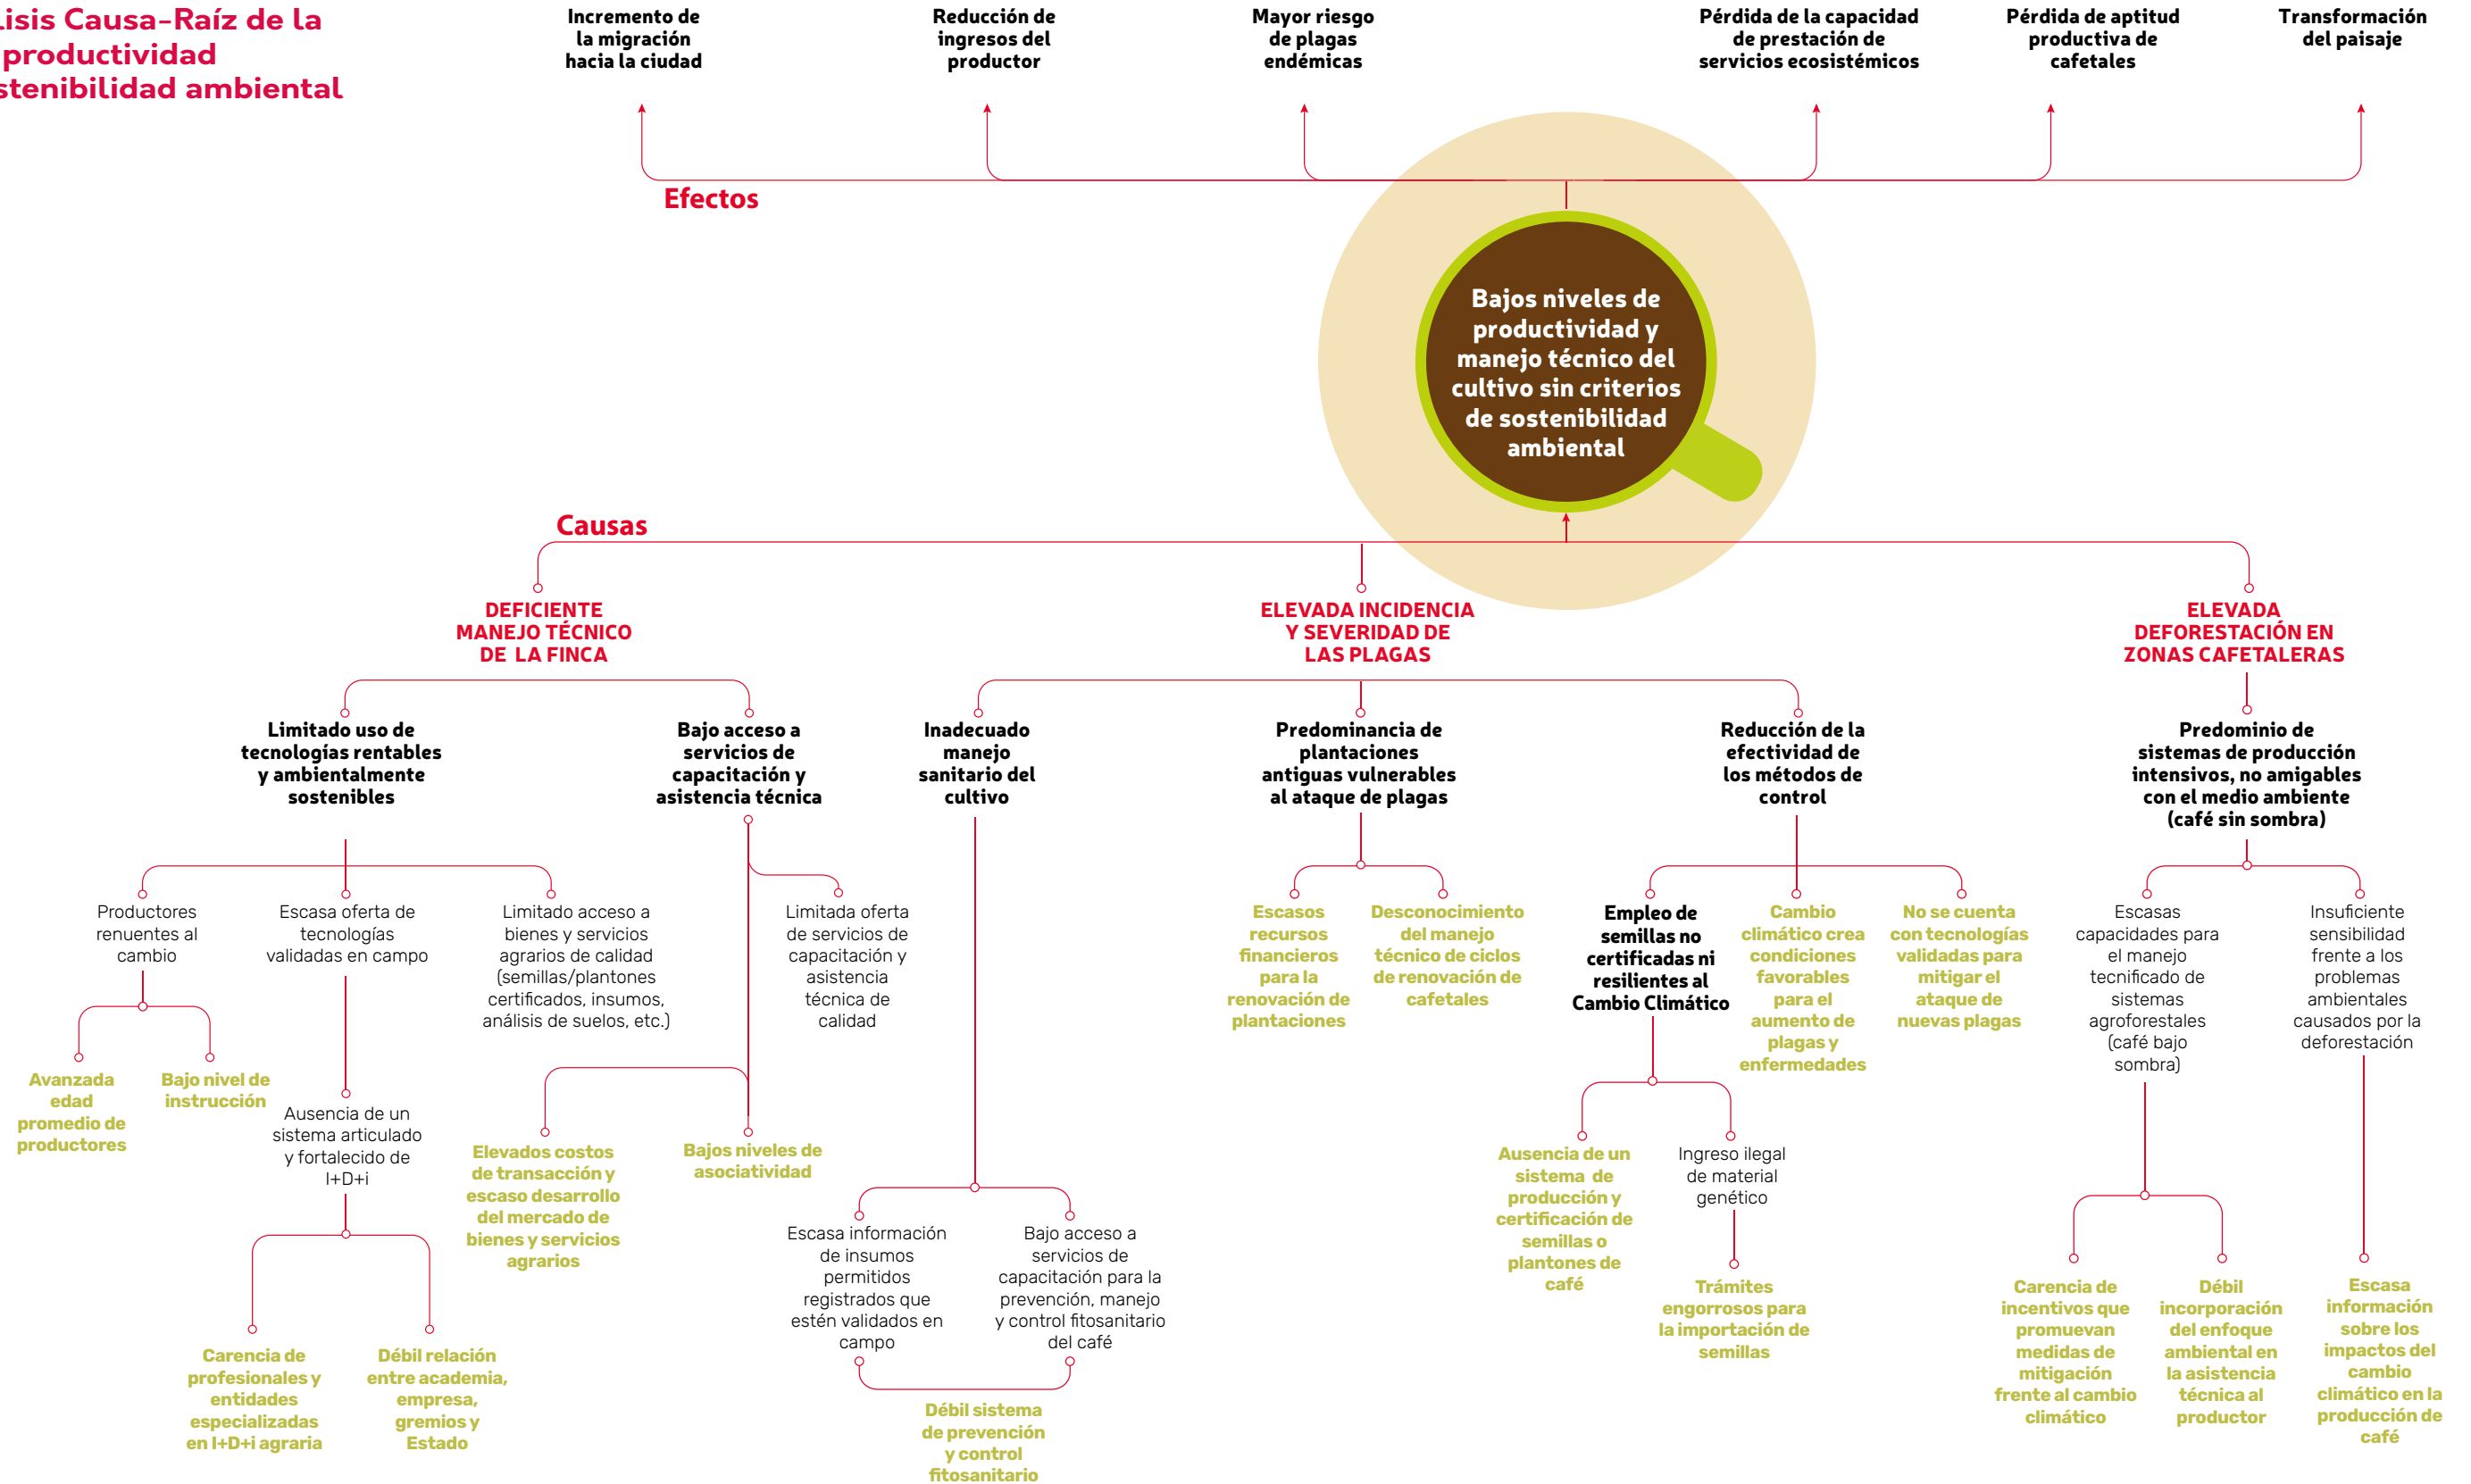 lisis Causa-Raíz de la
productividad
stenibilidad ambiental
Incremento de
la migración
hacia la ciudad
Reducción de
ingresos del
productor
Mayor riesgo
de plagas
endémicas
Pérdida de la capacidad
de prestación de
servicios ecosistémicos
Pérdida de aptitud
productiva de
cafetales
Transformación
del paisaje
Efectos
Bajos niveles de
productividad y
manejo técnico del
cultivo sin criterios
de sostenibilidad
ambiental
Causas
DEFICIENTE
MANEJO TÉCNICO
DE LA FINCA
ELEVADA INCIDENCIA
Y SEVERIDAD DE
LAS PLAGAS
ELEVADA
DEFORESTACIÓN EN
ZONAS CAFETALERAS
Limitado uso de
tecnologías rentables
y ambientalmente
sostenibles
Bajo acceso a
servicios de
capacitación y
asistencia técnica
Inadecuado
manejo
sanitario del
cultivo
Predominancia de
plantaciones
antiguas vulnerables
al ataque de plagas
Reducción de la
efectividad de
los métodos de
control
Predominio de
sistemas de producción
intensivos, no amigables
con el medio ambiente
(café sin sombra)
Productores
renuentes al
cambio
Escasa oferta de
tecnologías
validadas en campo
Limitado acceso a
bienes y servicios
agrarios de calidad
(semillas/plantones
certificados, insumos,
análisis de suelos, etc.)
Limitada oferta
de servicios de
capacitación y
asistencia
técnica de
calidad
Escasos
recursos
financieros
para la
renovación de
plantaciones
Desconocimiento
del manejo
técnico de ciclos
de renovación de
cafetales
Empleo de
semillas no
certificadas ni
resilientes al
Cambio Climático
Cambio
climático crea
condiciones
favorables
para el
aumento de
plagas y
enfermedades
No se cuenta
con tecnologías
validadas para
mitigar el
ataque de
nuevas plagas
Escasas
capacidades para
el manejo
tecnificado de
sistemas
agroforestales
(café bajo
sombra)
Insuficiente
sensibilidad
frente a los
problemas
ambientales
causados por la
deforestación
Avanzada
edad
promedio de
productores
Bajo nivel de
instrucción
Ausencia de un
sistema articulado
y fortalecido de
I+D+i
Elevados costos
de transacción y
escaso desarrollo
del mercado de
bienes y servicios
agrarios
Bajos niveles de
asociatividad
Escasa información
de insumos
permitidos
registrados que
estén validados en
campo
Bajo acceso a
servicios de
capacitación para la
prevención, manejo
y control fitosanitario
del café
Ausencia de un
sistema de
producción y
certificación de
semillas o
plantones de
café
Ingreso ilegal
de material
genético
Trámites
engorrosos para
la importación de
semillas
Carencia de
incentivos que
promuevan
medidas de
mitigación
frente al cambio
climático
Débil
incorporación
del enfoque
ambiental en
la asistencia
técnica al
productor
Escasa
información
sobre los
impactos del
cambio
climático en la
producción de
café
Carencia de
profesionales y
entidades
especializadas
en I+D+i agraria
Débil relación
entre academia,
empresa,
gremios y
Estado
Débil sistema
de prevención
y control
fitosanitario